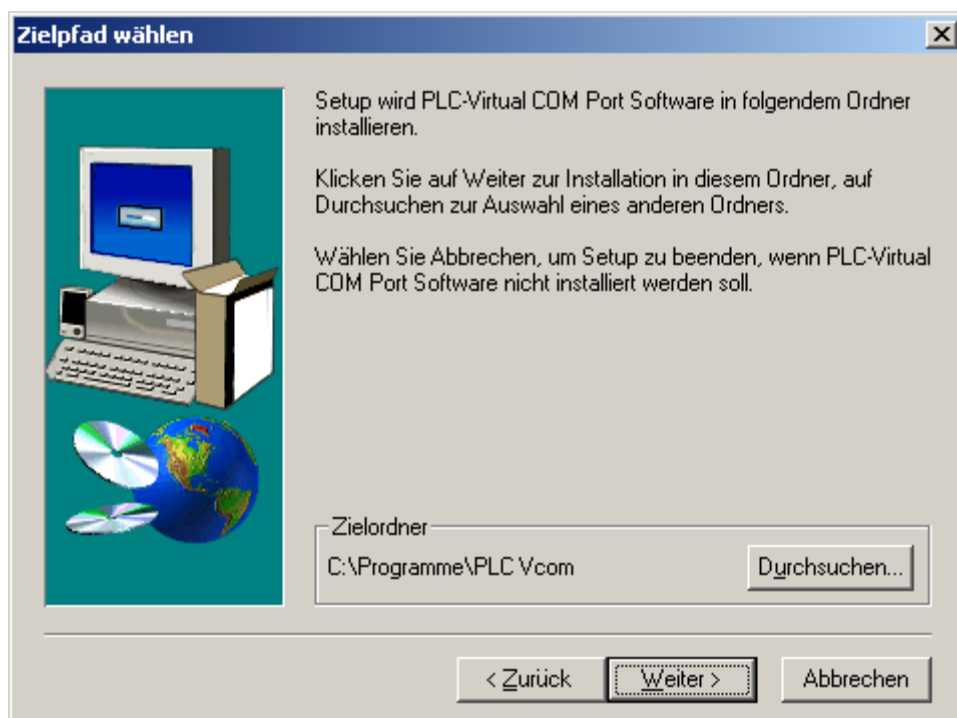 Zielpfad wählen
Setup wird PLC-Virtual COM Port Software in folgendem Ordner
installieren.
Klicken Sie auf Weiter zur Installation in diesem Ordner, auf
Durchsuchen zur Auswahl eines anderen Ordners.
Wählen Sie Abbrechen, um Setup zu beenden, wenn PLC-Virtual
COM Port Software nicht installiert werden soll.
Zielordner
C:\Programme\PLC Vcom
Durchsuchen...
< Zurück
Weiter >
Abbrechen